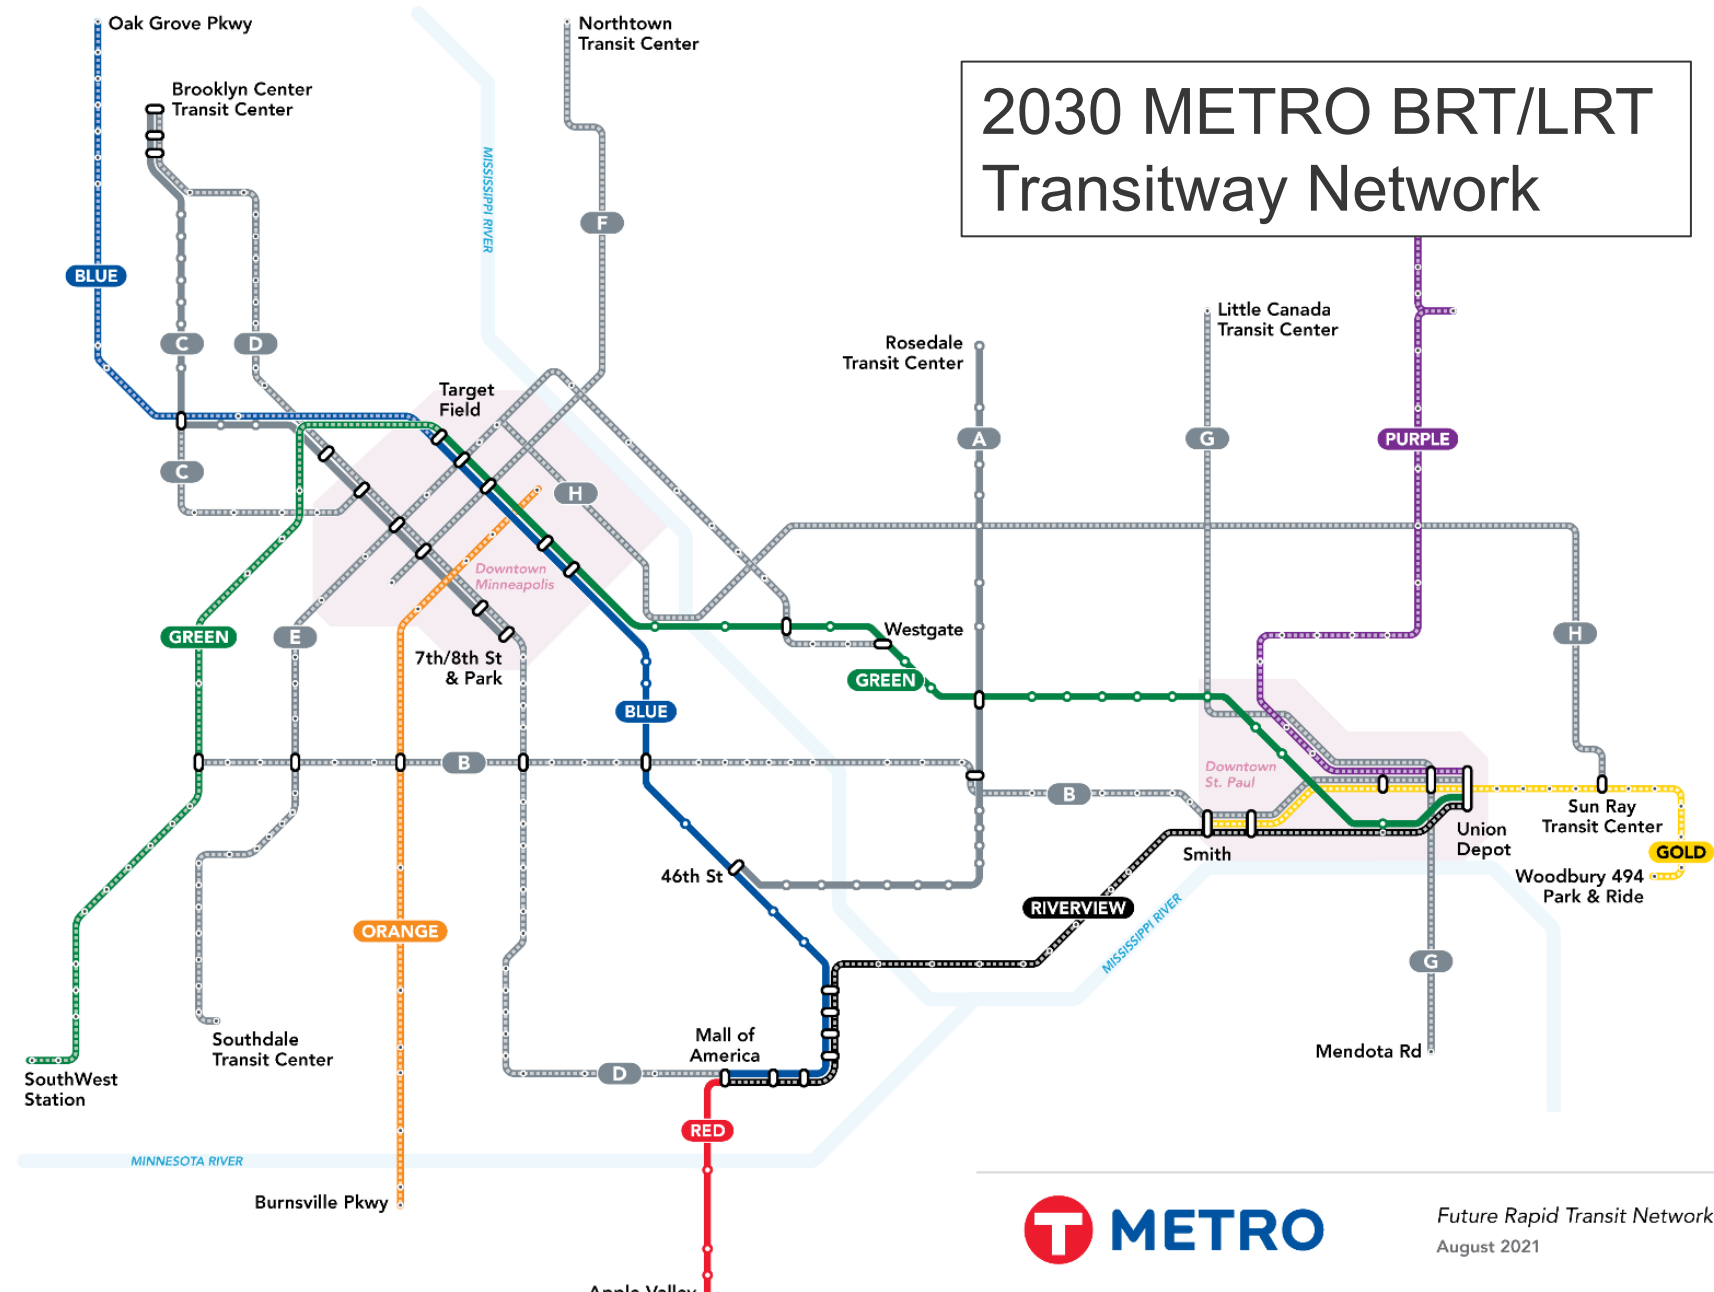 Oak Grove Pkwy
Northtown
Transit Center
Brooklyn Center
Transit Center
2030 METRO BRT/LRT
Transitway Network
MISSISSIPPI RIVER
F
BLUE
Little Canada
Transit Center
C
D
Rosedale
Transit Center
Target
Field
A
G
PURPLE
C
H
Downtown
Minneapolis
GREEN
E
Westgate
H
7th/8th St
& Park
GREEN
BLUE
B
Downtown
St. Paul
B
Sun Ray
Transit Center
Union
Depot
Smith
GOLD
46th St
Woodbury 494
Park & Ride
RIVERVIEW
ORANGE
MISSISSIPPI RIVER
G
Southdale
Transit Center
Mall of
America
Mendota Rd
D
SouthWest
Station
RED
MINNESOTA RIVER
Burnsville Pkwy
T METRO
Future Rapid Transit Network
August 2021
Apple Valley